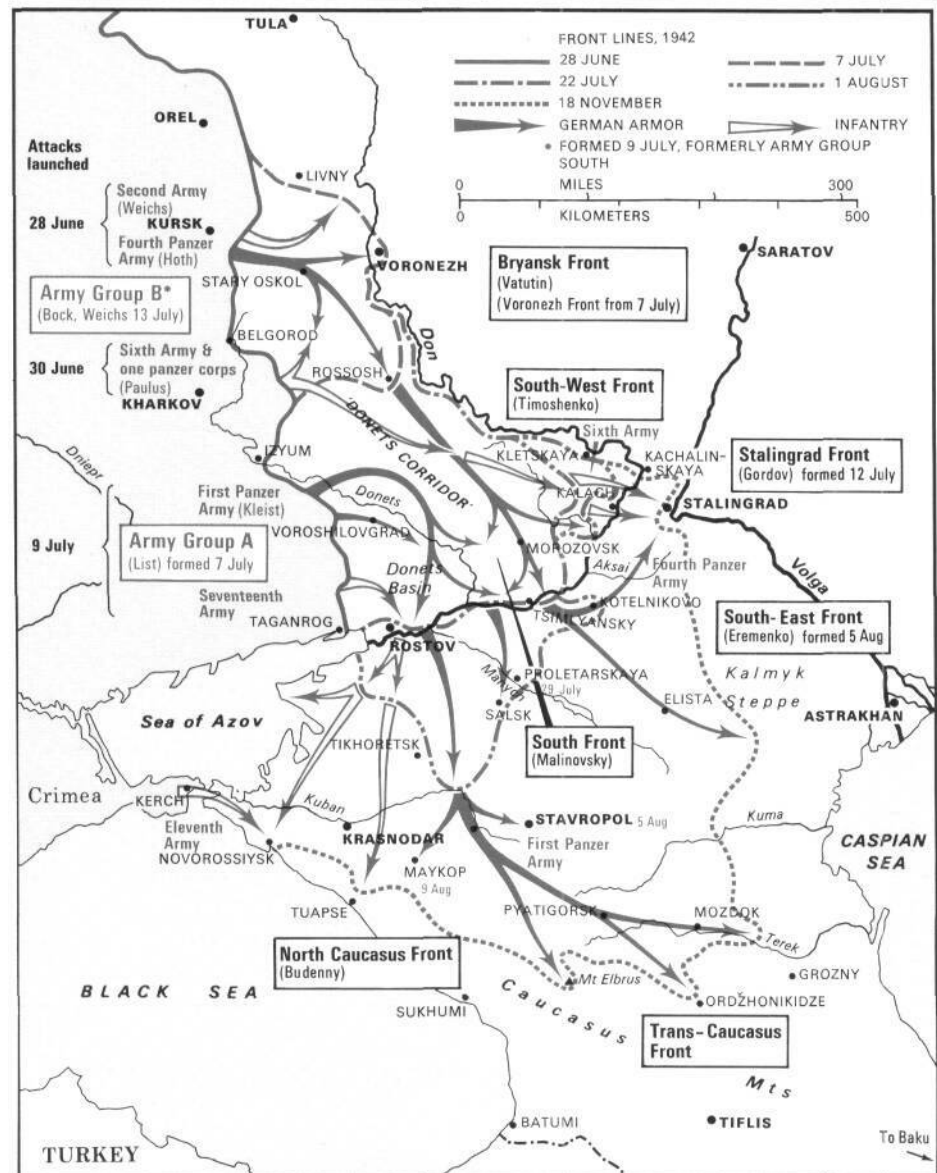 TULA
FRONT LINES, 1942
28 JUNE
7 JULY
22 JULY
1 AUGUST
18 NOVEMBER
GERMAN ARMOR
INFANTRY
• FORMED 9 JULY, FORMERLY ARMY GROUP
SOUTH
0 MILES 300
0 KILOMETERS 500
OREL
Attacks
launched
LIVNY
28 June
Second Army
(Weichs)
KURSK
Fourth Panzer
Army (Hoth)
VORONEZH
STARY OSKOL
Bryansk Front
(Vatutin)
(Voronezh Front from 7 July)
SARATOV
Army Group B*
(Bock, Weichs 13 July)
BELGOROD
Don
30 June
Sixth Army &
one panzer corps
(Paulus)
KHARKOV
ROSSOSH
'DONETS CORRIDOR'
South-West Front
(Timoshenko)
Sixth Army
KLETSKAYA
KACHALIN-
SKAYA
Stalingrad Front
(Gordov) formed 12 July
IZYUM
Dniepr
KALACH
STALINGRAD
First Panzer
Army (Kleist)
Donets
VOROSHILOVGRAD
9 July
Army Group A
(List) formed 7 July
Donets
Basin
MOROZOVSK
Aksai
Fourth Panzer
Army
Volga
Seventeenth
Army
TSIMLYANSKY
KOTELNIKOVO
South-East Front
(Eremenko) formed 5 Aug
TAGANROG
ROSTOV
Manych
PROLETARSKAYA
29 July
Kalmyk
Steppe
SALSK
ELISTA
ASTRAKHAN
Sea of Azov
TIKHORETSK
South Front
(Malinovsky)
Crimea
KERCH
Kuban
STAVROPOL 5 Aug
Kuma
Eleventh
Army
KRASNODAR
First Panzer
Army
CASPIAN
SEA
NOVOROSSIYSK
MAYKOP
9 Aug
TUAPSE
PYATIGORSK
MOZDOK
Terek
North Caucasus Front
(Budenny)
Mt Elbrus
GROZNY
BLACK SEA
SUKHUMI
Caucasus
ORDŽHONIKIDZE
Trans-Caucasus
Front
Mts
BATUMI
TIFLIS
TURKEY
To Baku